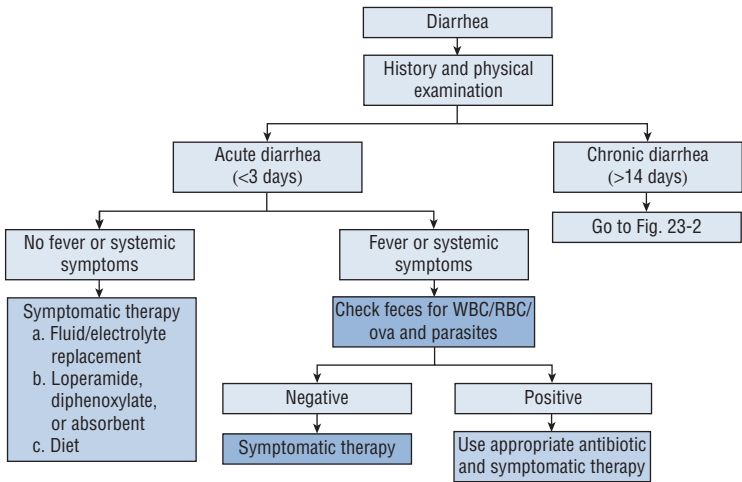 Diarrhea
History and physical
examination
Acute diarrhea
(<3 days)
Chronic diarrhea
(>14 days)
Go to Fig. 23-2
No fever or systemic
symptoms
Fever or systemic
symptoms
Symptomatic therapy
a. Fluid/electrolyte
replacement
b. Loperamide,
diphenoxylate,
or absorbent
c. Diet
Check feces for WBC/RBC/
ova and parasites
Negative
Positive
Symptomatic therapy
Use appropriate antibiotic
and symptomatic therapy